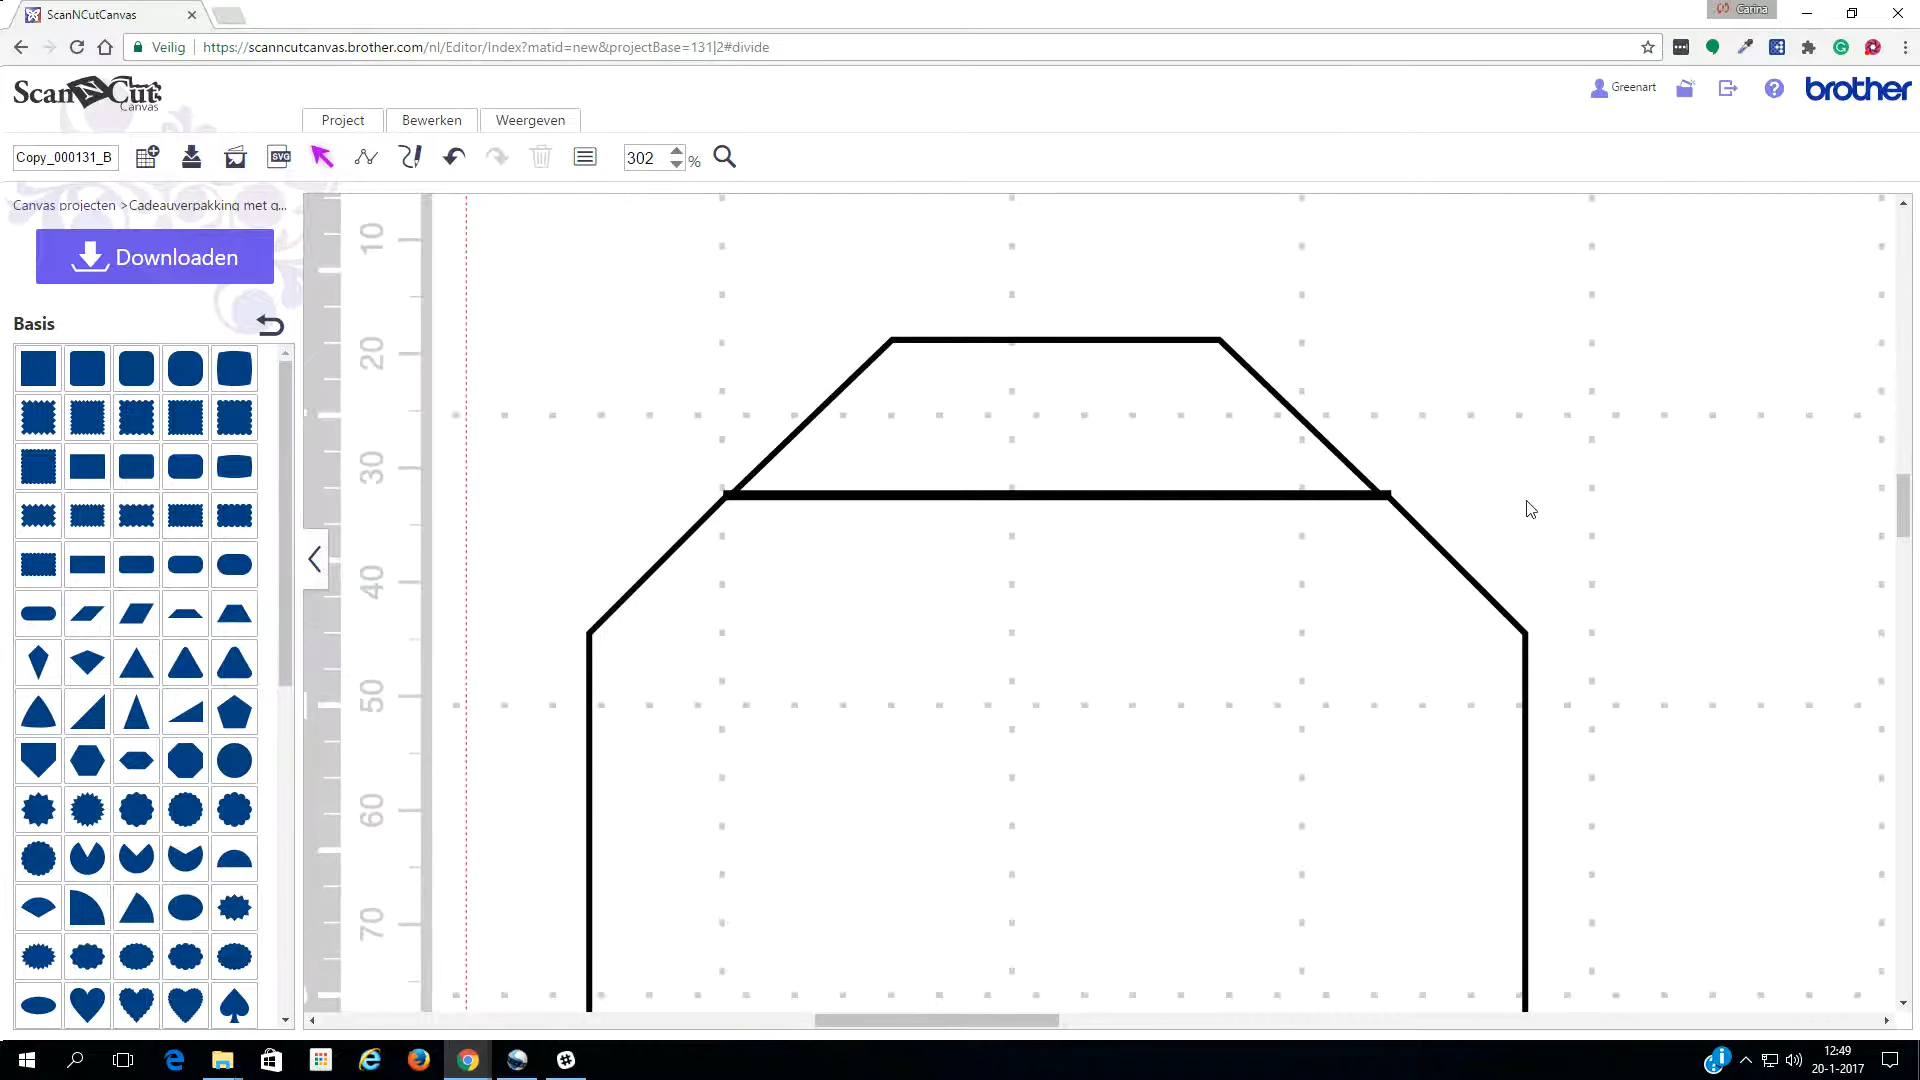 ScanNCutCanvas
Carina
Veilig
https://scanncutcanvas.brother.com/nl/Editor/Index?matid=new&projectBase=131|2#divide
ScanNCut
Canvas
Greenart
brother
Project
Bewerken
Weergeven
Copy_000131_B
SVG
302
%
Canvas projecten >Cadeauverpakking met g...
Downloaden
Basis
10
20
30
40
50
60
70
12:49
20-1-2017